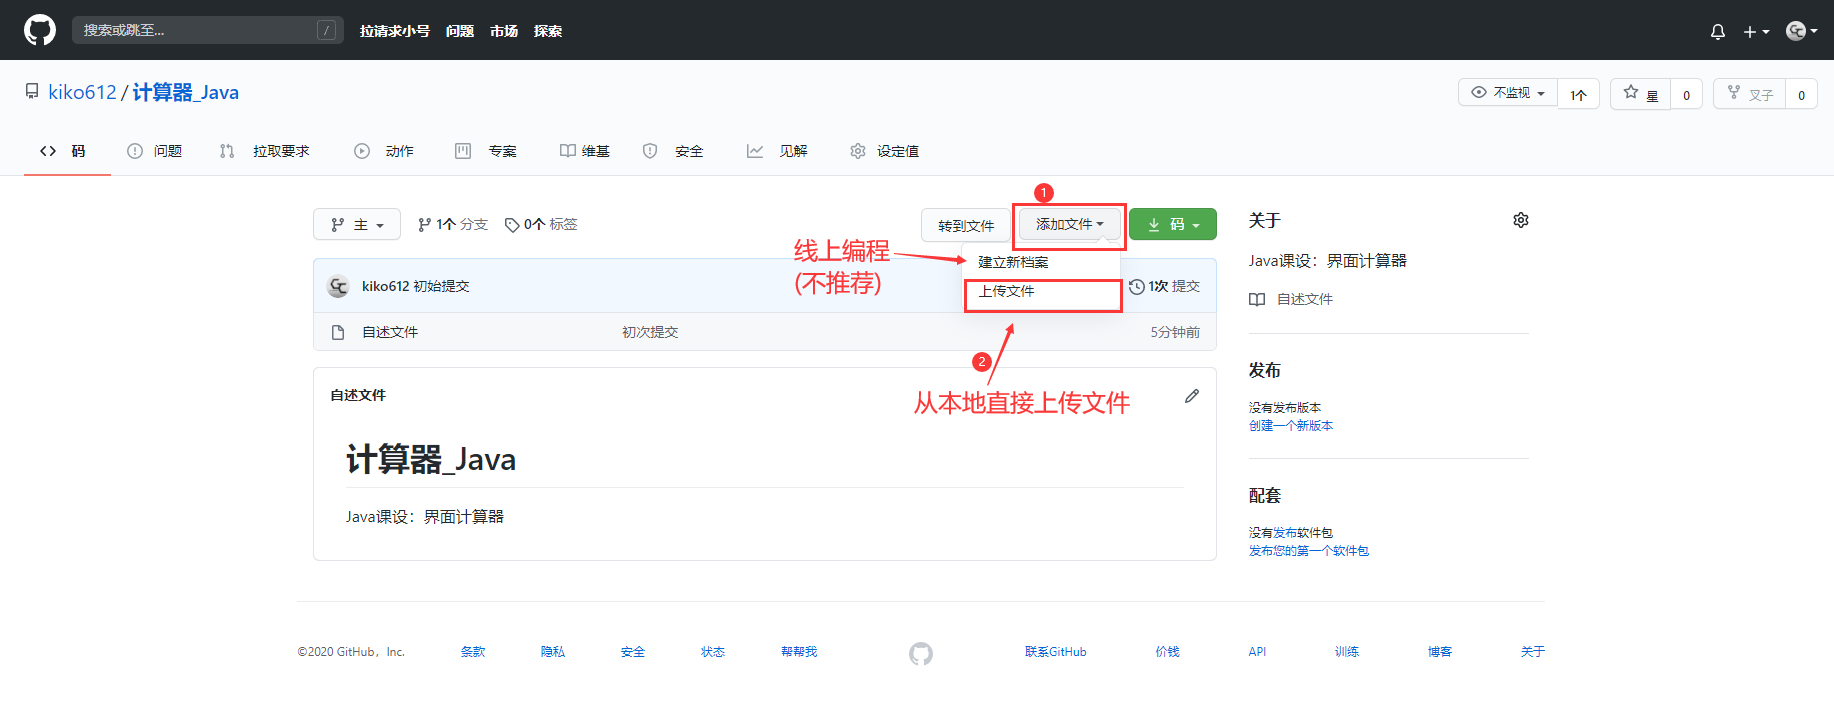 搜索或跳至... / 拉请求小号 问题 市场 探索
kiko612 / 计算器_Java 不监视 1个 星 0 叉子 0
码 问题 拉取要求 动作 专案 维基 安全 见解 设定值
1
主 1个 分支 0个 标签 转到文件 添加文件 码
关于
线上编程
(不推荐)
建立新档案
上传文件
kiko612 初始提交 1次 提交
Java课设：界面计算器
自述文件
自述文件 初次提交 5分钟前
2
从本地直接上传文件
发布
没有发布版本
创建一个新版本
自述文件
计算器_Java
Java课设：界面计算器
配套
没有发布软件包
发布您的第一个软件包
©2020 GitHub，Inc. 条款 隐私 安全 状态 帮帮我 联系GitHub 价钱 API 训练 博客 关于